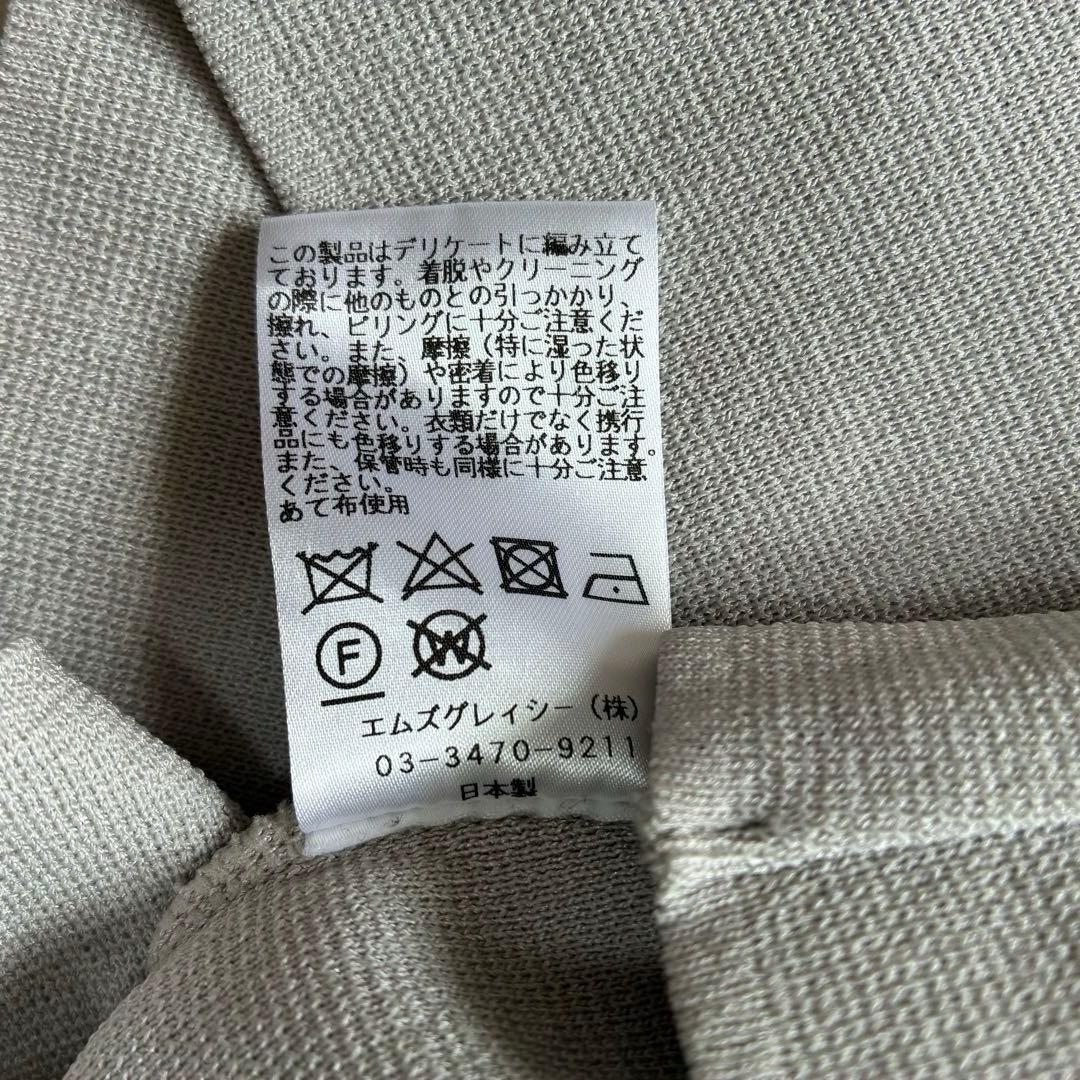 この製品はデリケートに編み立て
ております。着脱やクリーニング
の際に他のものとの引っかかり、
擦れ、ピリングに十分ご注意くだ
さい。また、摩擦(特に湿った状
態での摩擦)や密着により色移り
する場合がありますので十分ご注
意ください。衣類だけでなく携行
品にも色移りする場合があります。
また、保管時も同様に十分ご注意
ください。
あて布使用
F W
エムズグレイシー(株)
03-3470-9211
日本製